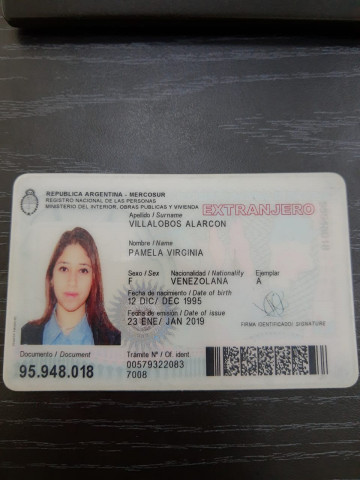 REPUBLICA ARGENTINA - MERCOSUR
REGISTRO NACIONAL DE LAS PERSONAS
MINISTERIO DEL INTERIOR, OBRAS PUBLICAS Y VIVIENDA
EXTRANJERO
Apellido / Surname
VILLALOBOS ALARCON
Nombre / Name
PAMELA VIRGINIA
Sexo / Sex Nacionalidad / Nationality Ejemplar
F VENEZOLANA A
Fecha de nacimiento / Date of birth
12 DIC/ DEC 1995
Fecha de emisión / Date of issue
23 ENE/ JAN 2019
FIRMA IDENTIFICADO/ SIGNATURE
Documento / Document
95.948.018
Trámite Nº / Of. ident
00579322083
7008